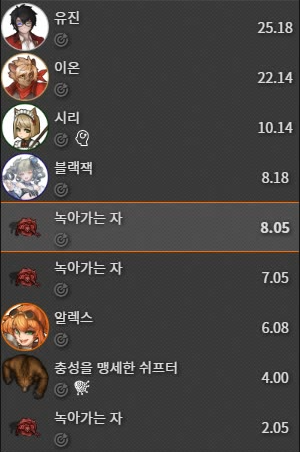 유진
25.18
이온
22.14
시리
10.14
블랙잭
8.18
녹아가는 자
8.05
녹아가는 자
7.05
알렉스
6.08
충성을 맹세한 쉬프터
4.00
녹아가는 자
2.05